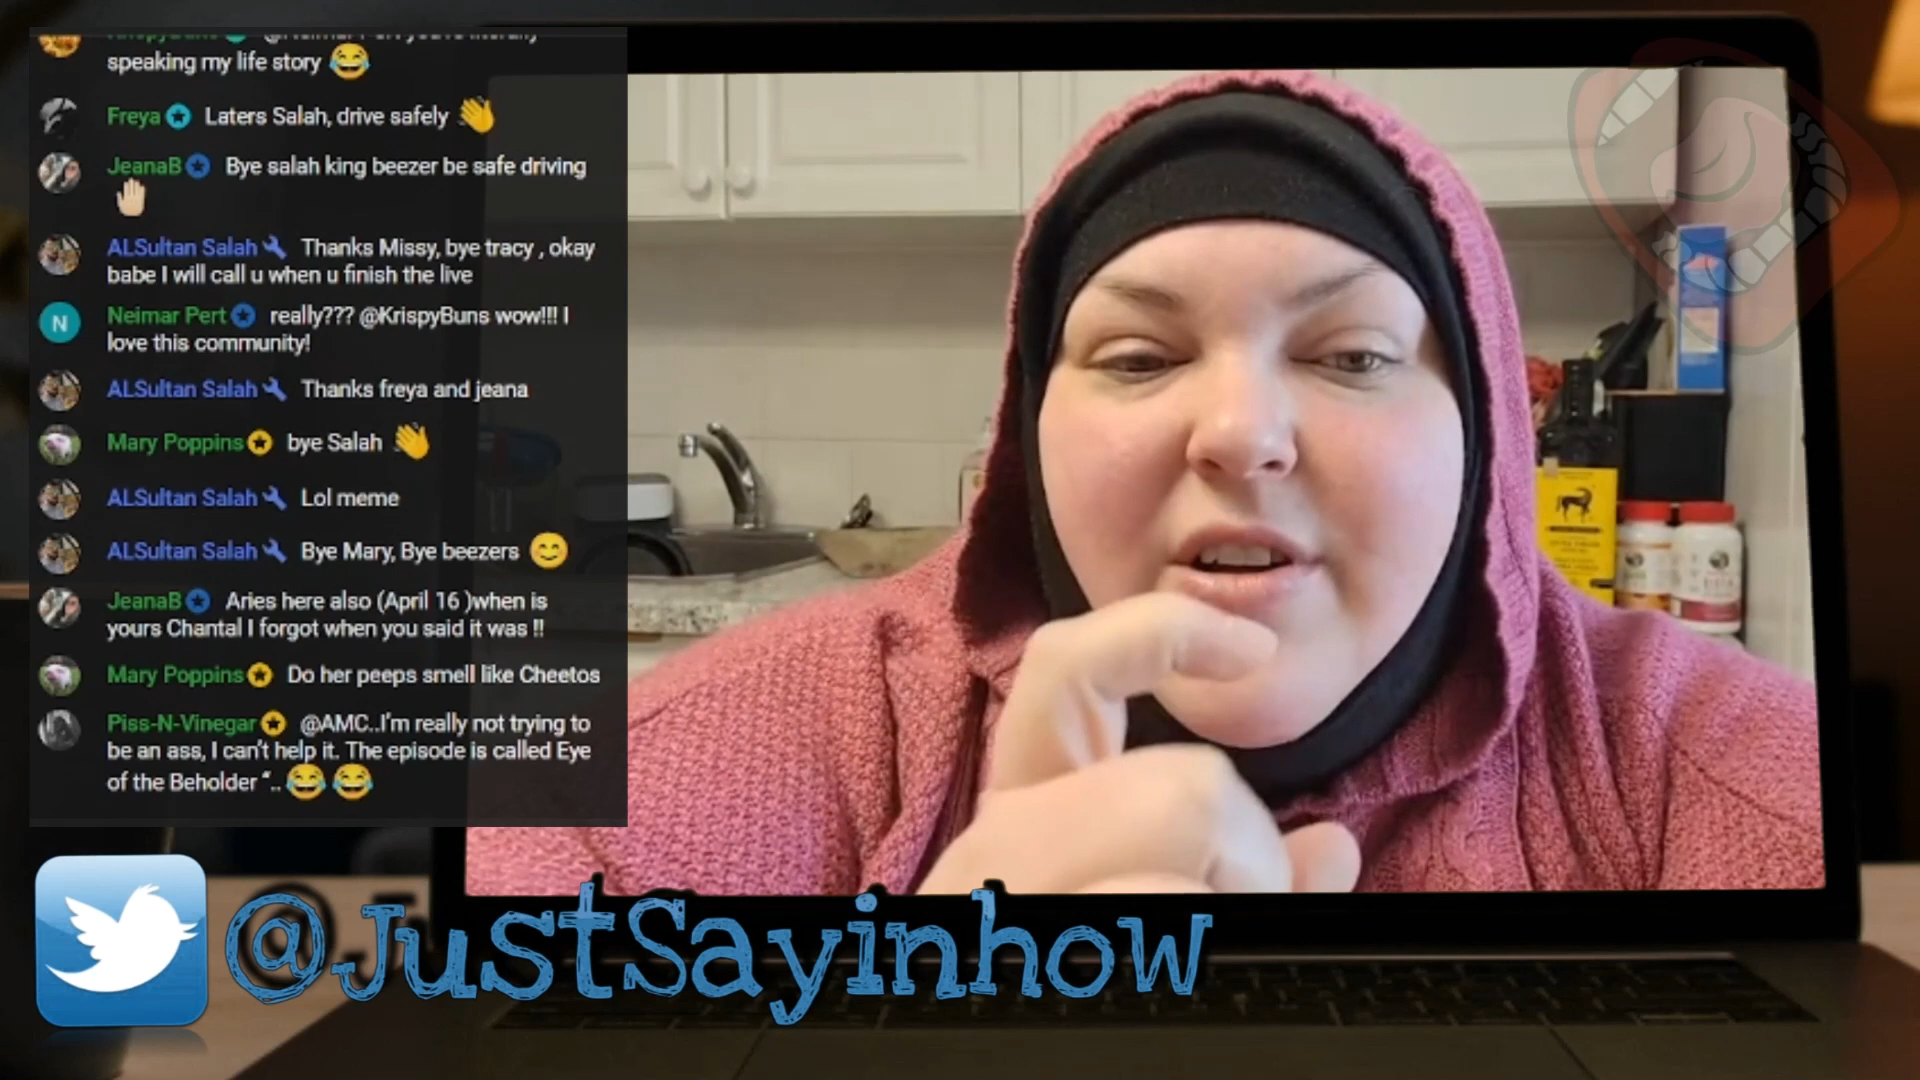 speaking my life story 😂
Freya Laters Salah, drive safely 👋
JeanaB Bye salah king beezer be safe driving
🤚🏻
ALSultan Salah Thanks Missy, bye tracy , okay
babe I will call u when u finish the live
N
Neimar Pert really??? @KrispyBuns wow!!! I
love this community!
ALSultan Salah Thanks freya and jeana
Mary Poppins bye Salah 👋
ALSultan Salah Lol meme
ALSultan Salah Bye Mary, Bye beezers 😊
JeanaB Aries here also (April 16 )when is
yours Chantal I forgot when you said it was !!
Mary Poppins Do her peeps smell like Cheetos
Piss-N-Vinegar @AMC..I'm really not trying to
be an ass, I can't help it. The episode is called Eye
of the Beholder “.. 😂 😂
@JustSayinhow